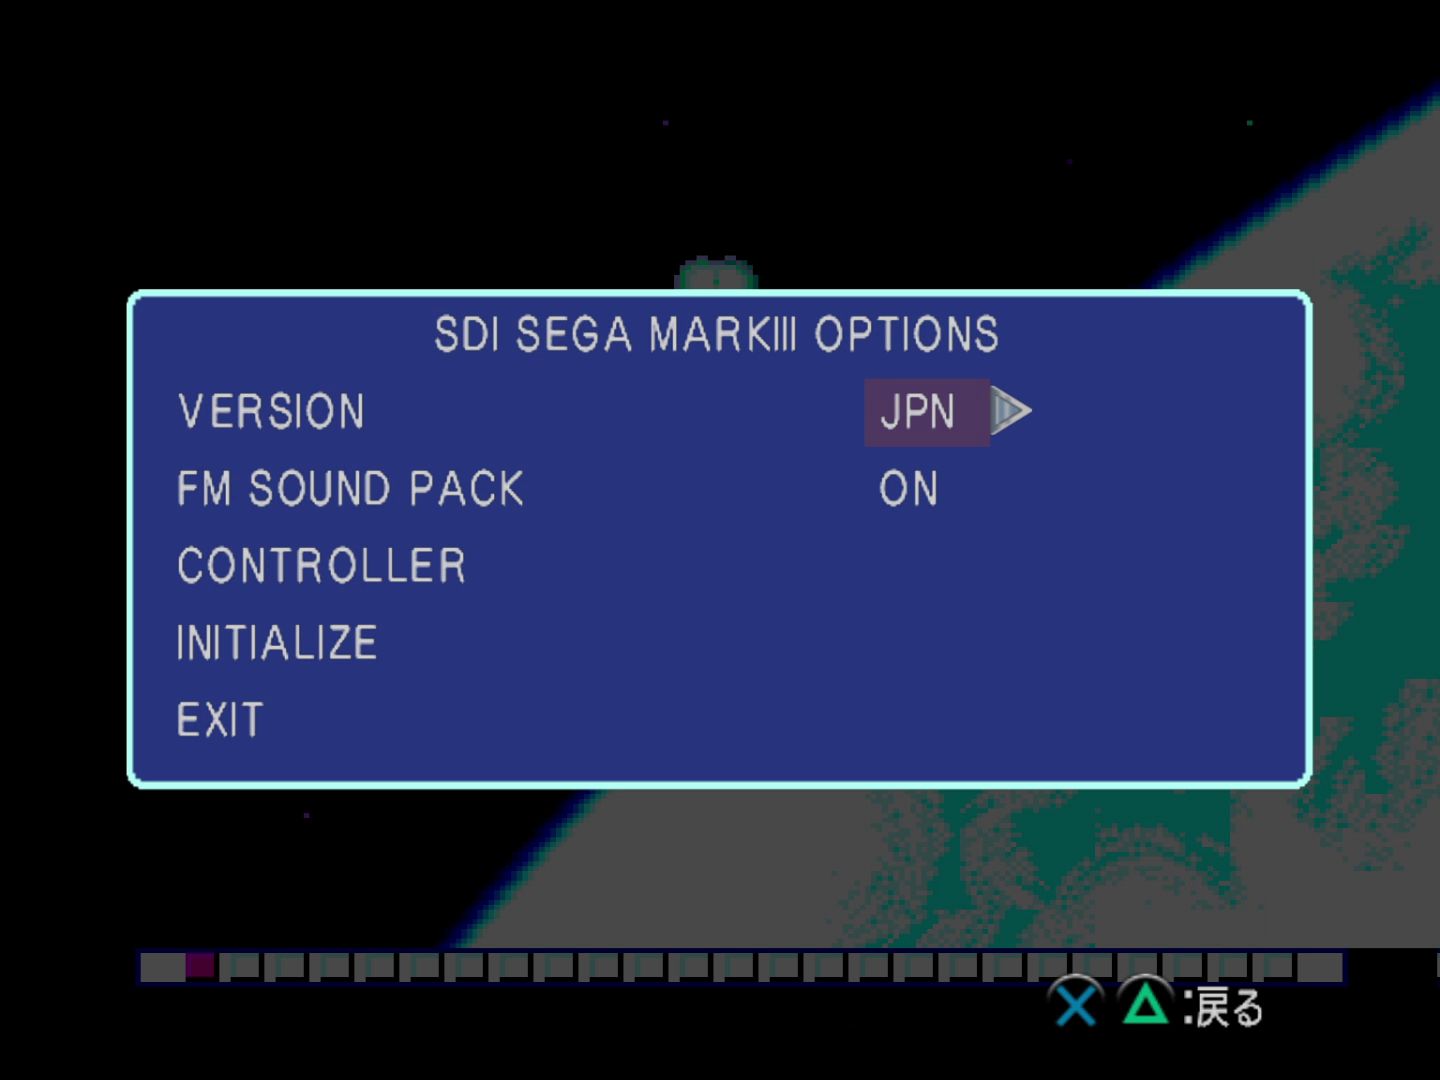 SDI SEGA MARKIII OPTIONS
VERSION JPN
FM SOUND PACK ON
CONTROLLER
INITIALIZE
EXIT
:戻る